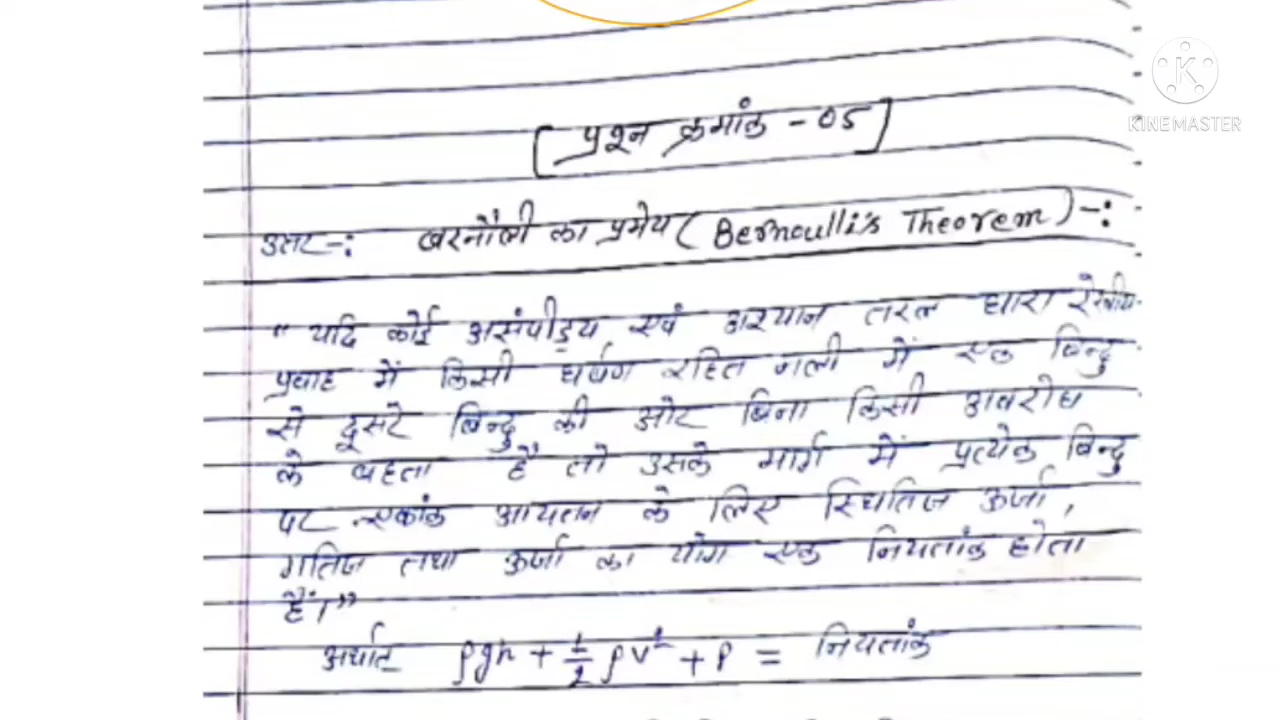 KINEMASTER
[ प्रश्न क्रमांक - 05 ]
उत्तर -: बरनौली का प्रमेय ( Bernoulli's Theorem ) -:
" यदि कोई असंपीड्य एवं अश्यान तरल धारा रेखीय
प्रवाह में किसी घर्षण रहित नली में एक बिन्दु
से दूसरे बिन्दु की ओर बिना किसी अवरोध
के बहता है तो उसके मार्ग में प्रत्येक बिन्दु
पर एकांक आयतन के लिए स्थितिज ऊर्जा,
गतिज तथा ऊर्जा का योग एक नियतांक होता
है।"
अर्थात ρgh + 1/2 ρv² + P = नियतांक